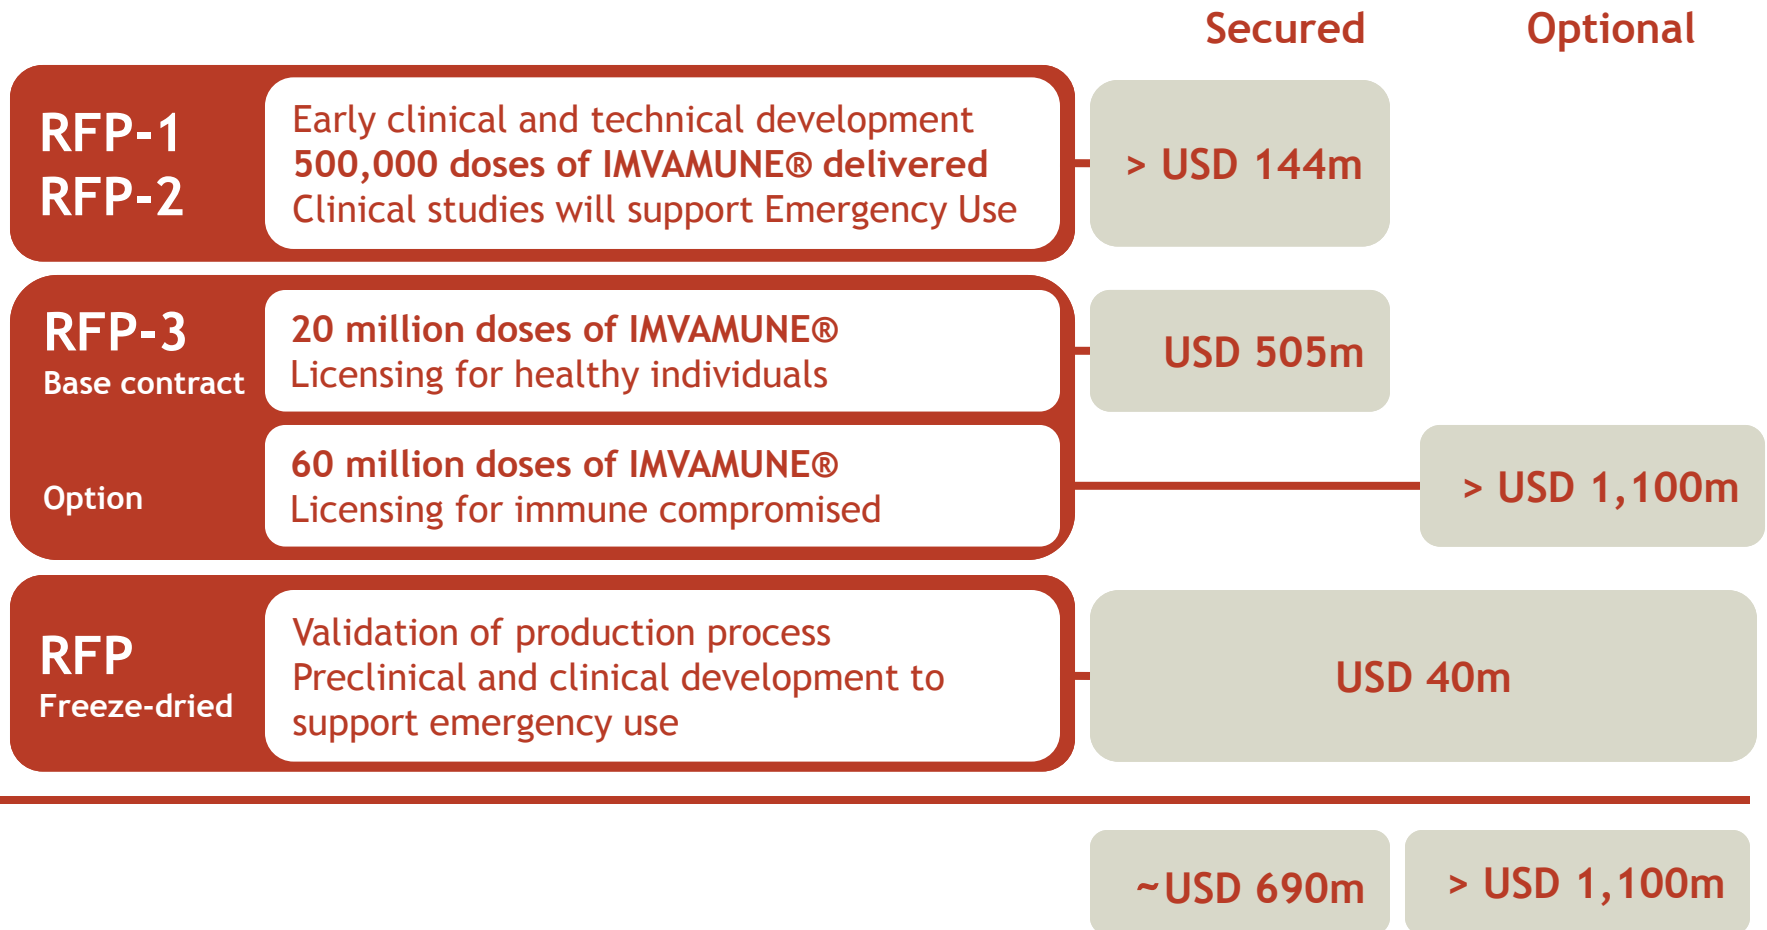 Secured Optional
RFP-1
RFP-2
Early clinical and technical development
500,000 doses of IMVAMUNE® delivered
Clinical studies will support Emergency Use
> USD 144m
RFP-3
Base contract
20 million doses of IMVAMUNE®
Licensing for healthy individuals
USD 505m
Option
60 million doses of IMVAMUNE®
Licensing for immune compromised
> USD 1,100m
RFP
Freeze-dried
Validation of production process
Preclinical and clinical development to
support emergency use
USD 40m
~USD 690m
> USD 1,100m